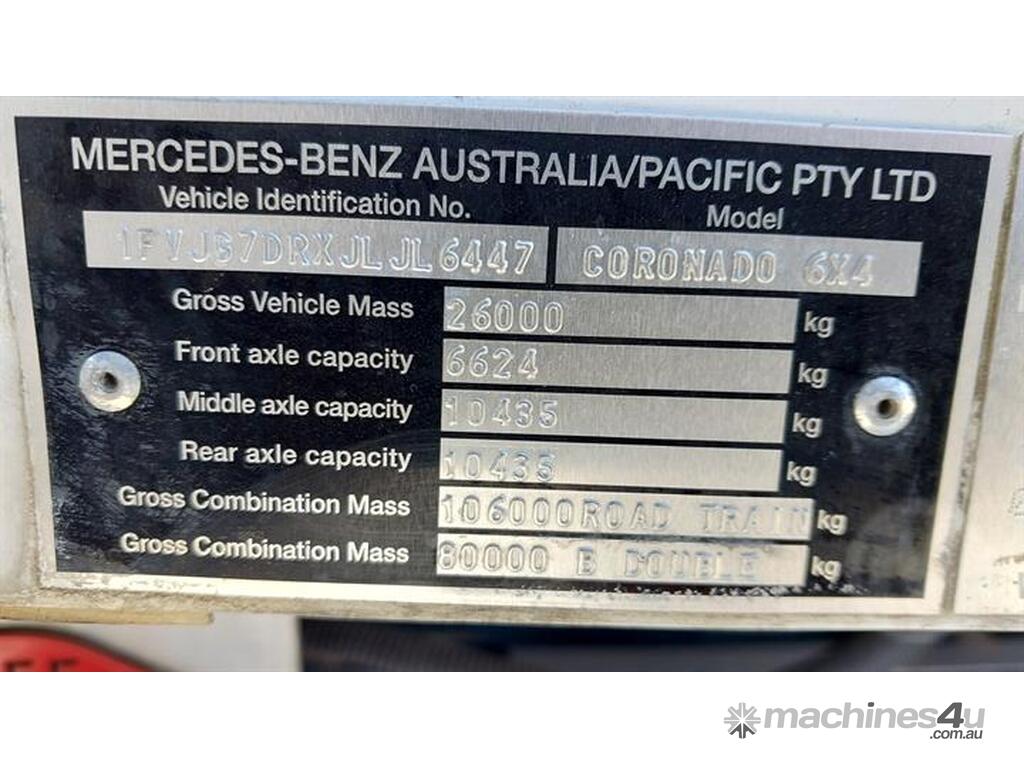 MERCEDES-BENZ AUSTRALIA/PACIFIC PTY LTD
Vehicle Identification No. Model
1FVJB7DRXJLJL6447 CORONADO 6X4
Gross Vehicle Mass 26000 kg
Front axle capacity 6624 kg
Middle axle capacity 10435 kg
Rear axle capacity 10435 kg
Gross Combination Mass 106000ROAD TRAIN kg
Gross Combination Mass 80000 B DOUBLE kg
machines4u
.com.au